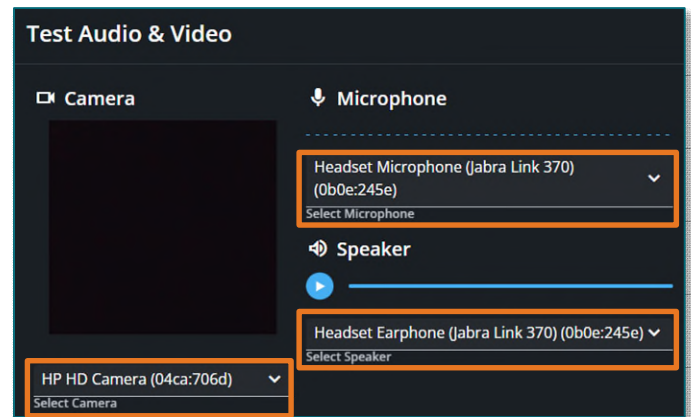 Test Audio & Video
Camera
Microphone
Headset Microphone (Jabra Link 370)
(0b0e:245e)
Select Microphone
Speaker
Headset Earphone (Jabra Link 370) (0b0e:245e)
Select Speaker
HP HD Camera (04ca:706d)
Select Camera